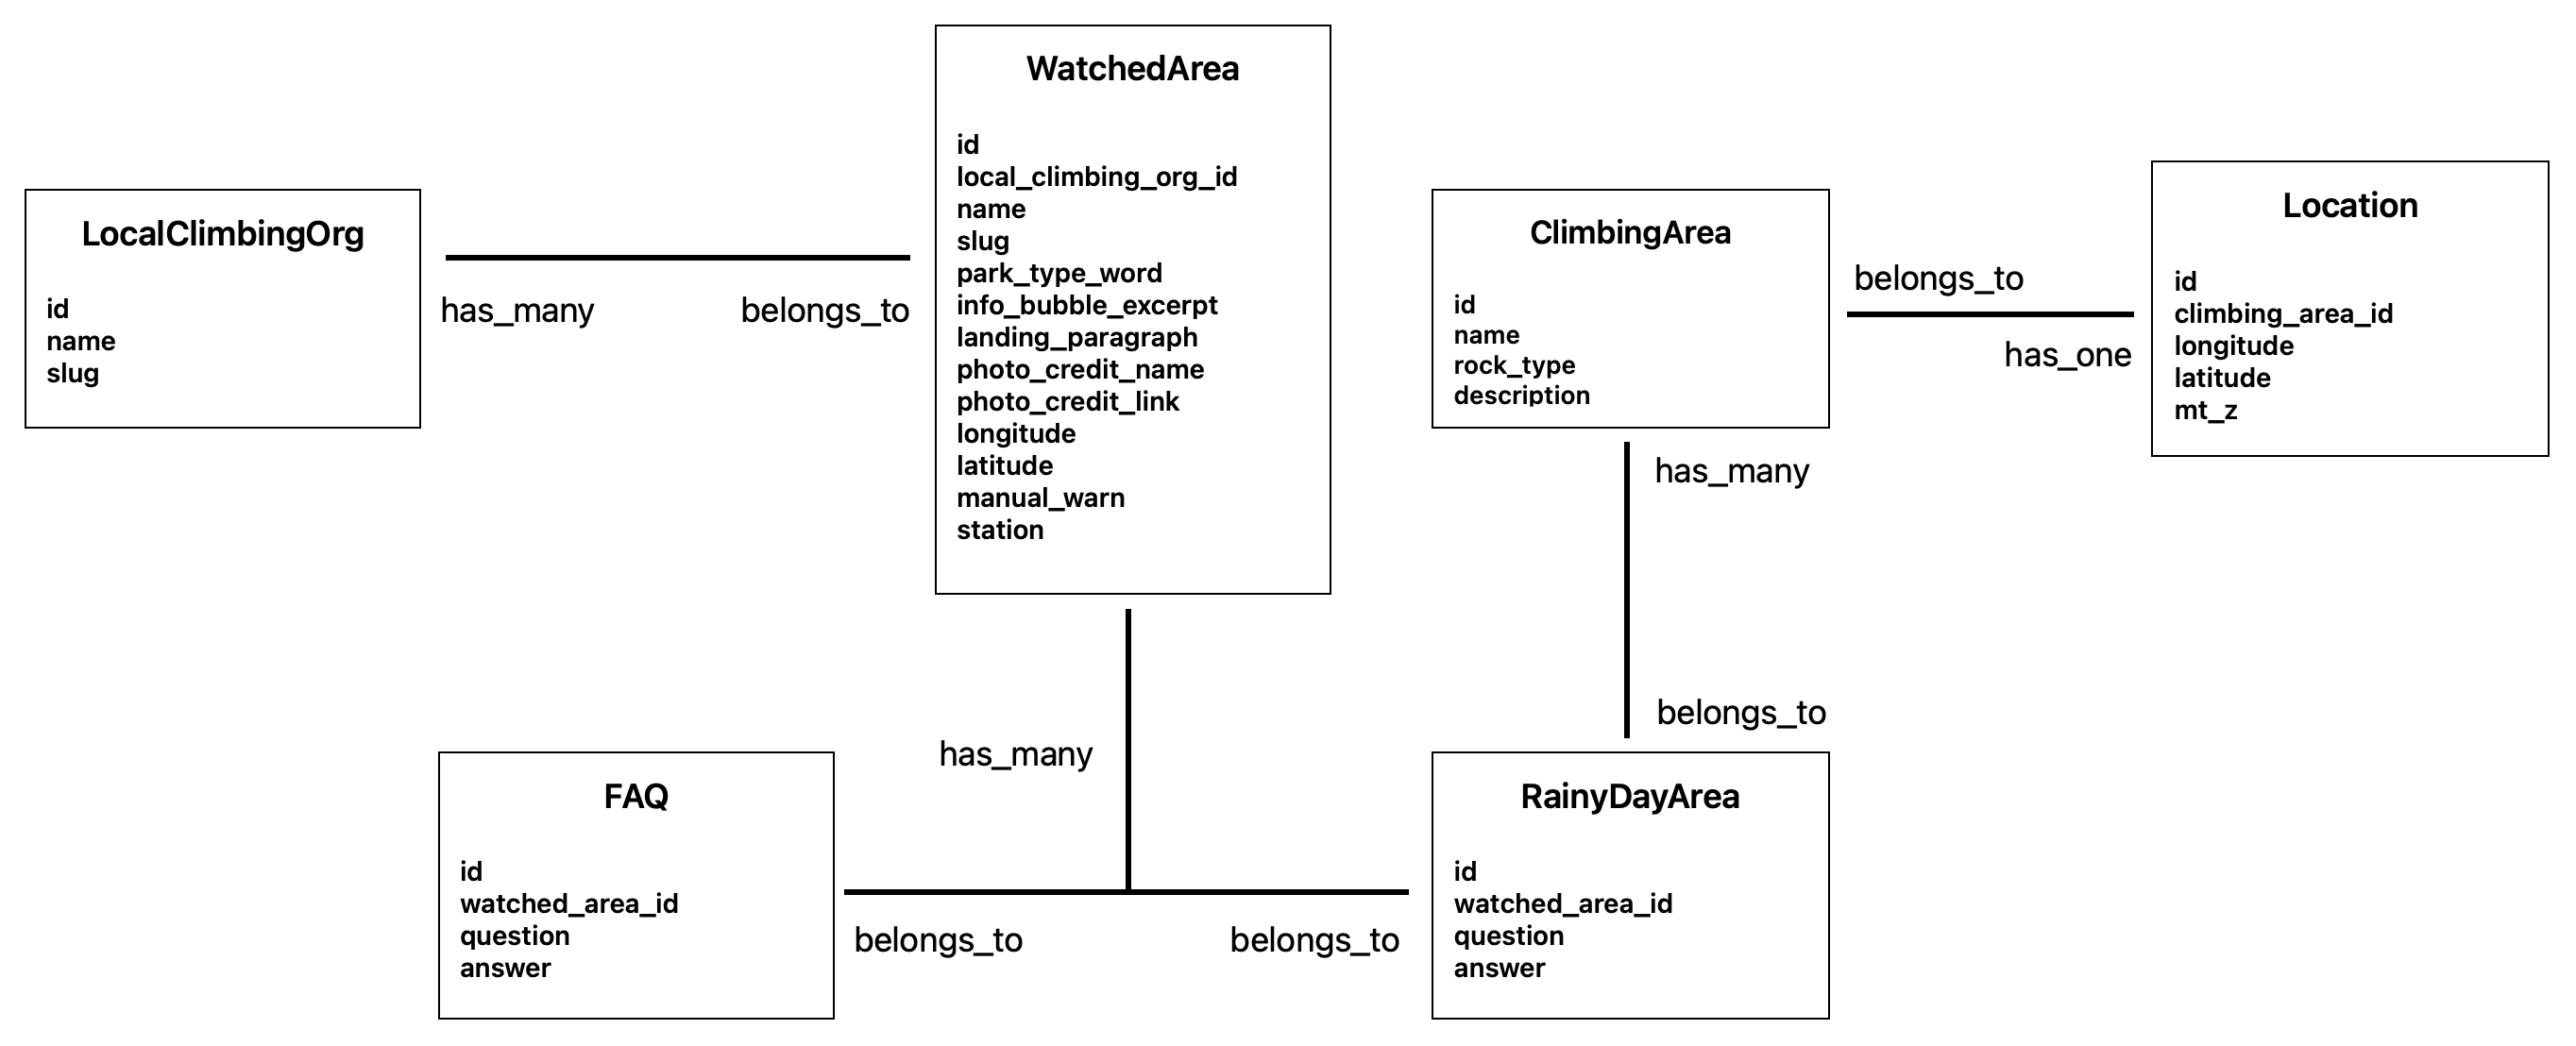 LocalClimbingOrg
id
name
slug
has_many
belongs_to
WatchedArea
id
local_climbing_org_id
name
slug
park_type_word
info_bubble_excerpt
landing_paragraph
photo_credit_name
photo_credit_link
longitude
latitude
manual_warn
station
ClimbingArea
id
name
rock_type
description
belongs_to
has_one
Location
id
climbing_area_id
longitude
latitude
mt_z
has_many
belongs_to
has_many
FAQ
id
watched_area_id
question
answer
belongs_to
belongs_to
RainyDayArea
id
watched_area_id
question
answer